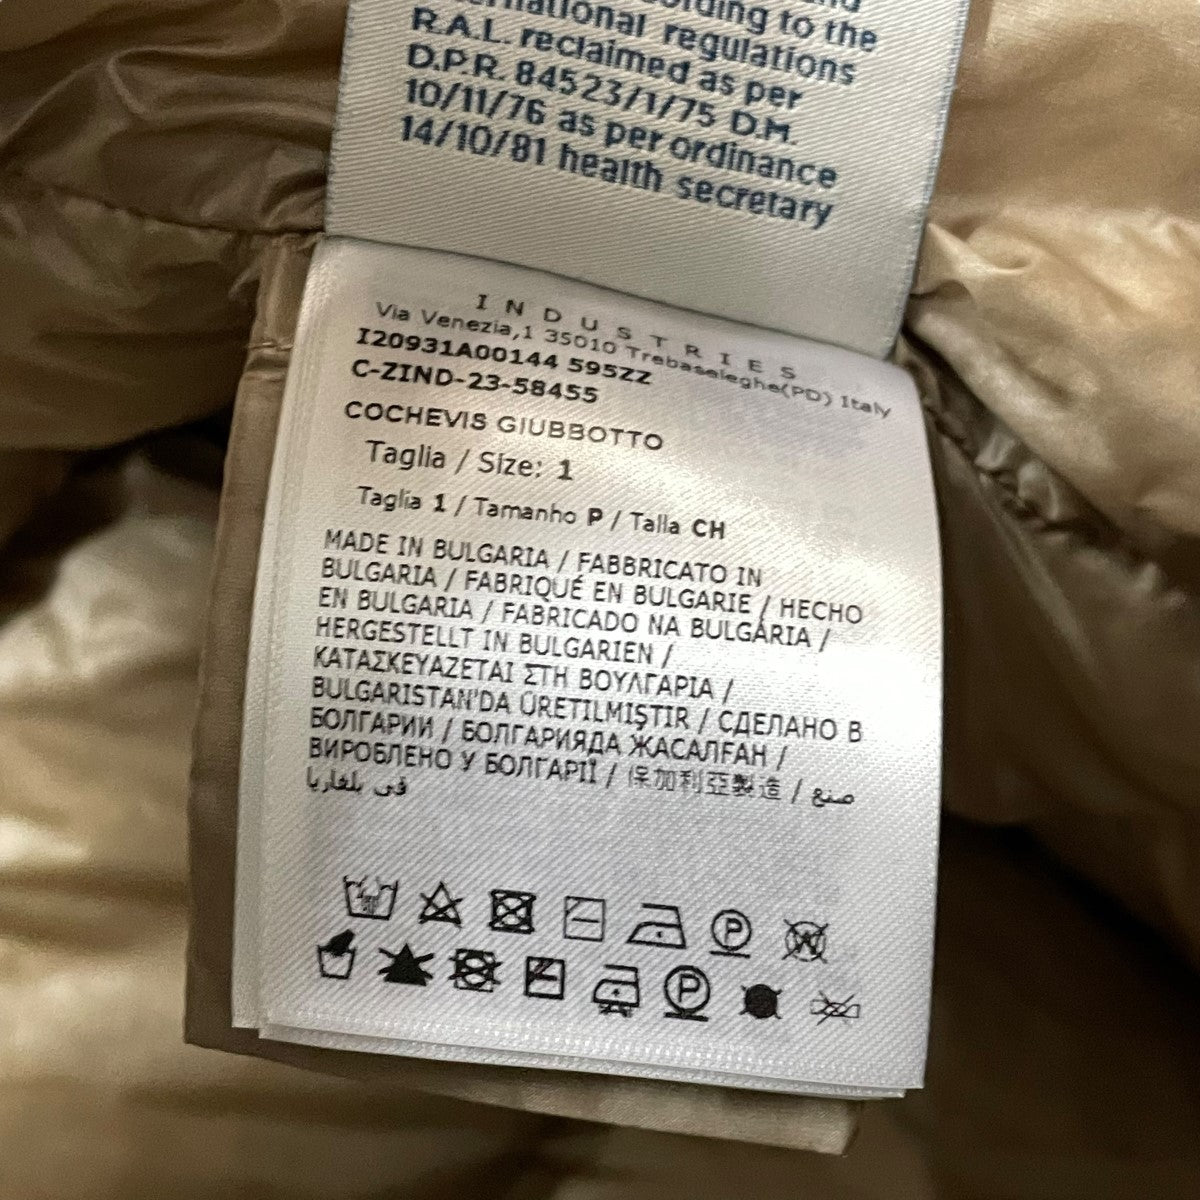 according to the
international regulations
R.A.L. reclaimed as per
D.P.R. 84523/1/75 D.M.
10/11/76 as per ordinance
14/10/81 health secretary
INDUSTRIES
Via Venezia,1 35010 Trebaseleghe(PD) Italy
I20931A00144 595ZZ
C-ZIND-23-58455
COCHEVIS GIUBBOTTO
Taglia / Size: 1
Taglia 1 / Tamanho P / Talla CH
MADE IN BULGARIA / FABBRICATO IN
BULGARIA / FABRIQUÉ EN BULGARIE / HECHO
EN BULGARIA / FABRICADO NA BULGÁRIA /
HERGESTELLT IN BULGARIEN /
ΚΑΤΑΣΚΕΥΑΖΕΤΑΙ ΣΤΗ ΒΟΥΛΓΑΡΙΑ /
BULGARISTAN'DA ÜRETILMIŞTIR / СДЕЛАНО В
БОЛГАРИИ / БОЛГАРИЯДА ЖАСАЛҒАН /
ВИРОБЛЕНО У БОЛГАРІЇ / 保加利亞製造 / صنع
في بلغاريا
P W
P